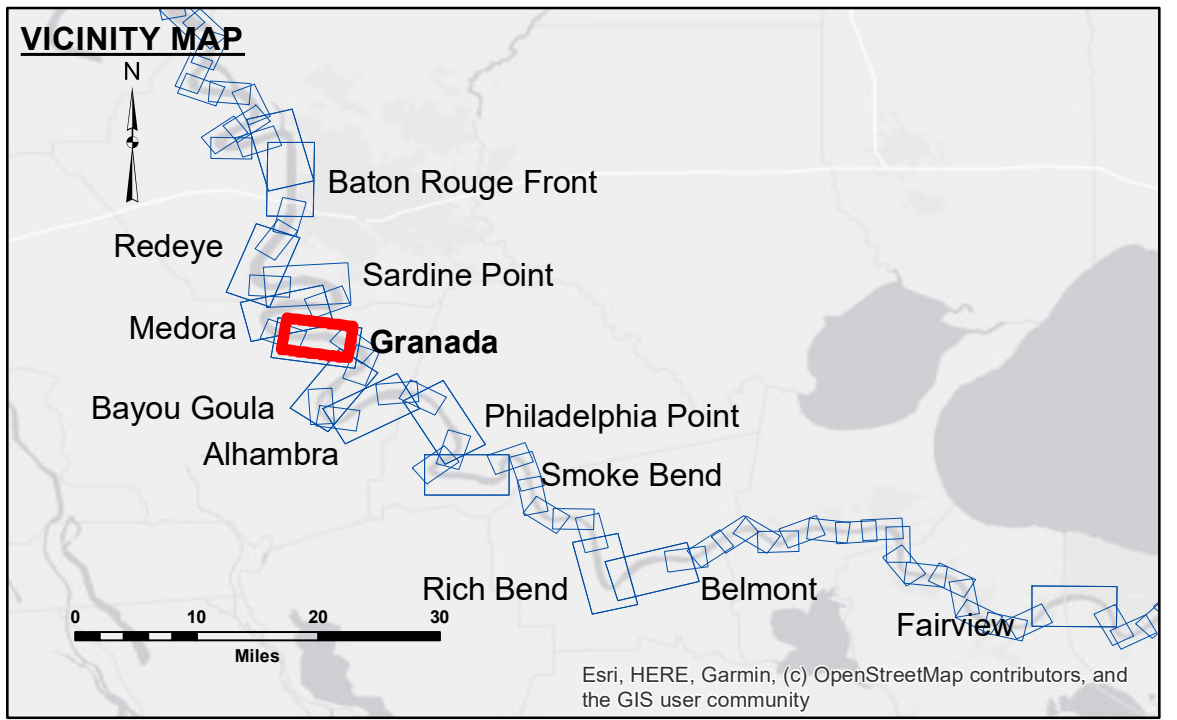 VICINITY MAP
N
Baton Rouge Front
Redeye
Sardine Point
Medora
Granada
Bayou Goula
Philadelphia Point
Alhambra
Smoke Bend
Rich Bend
Belmont
Fairview
0 10 20 30
Miles
Esri, HERE, Garmin, (c) OpenStreetMap contributors, and
the GIS user community